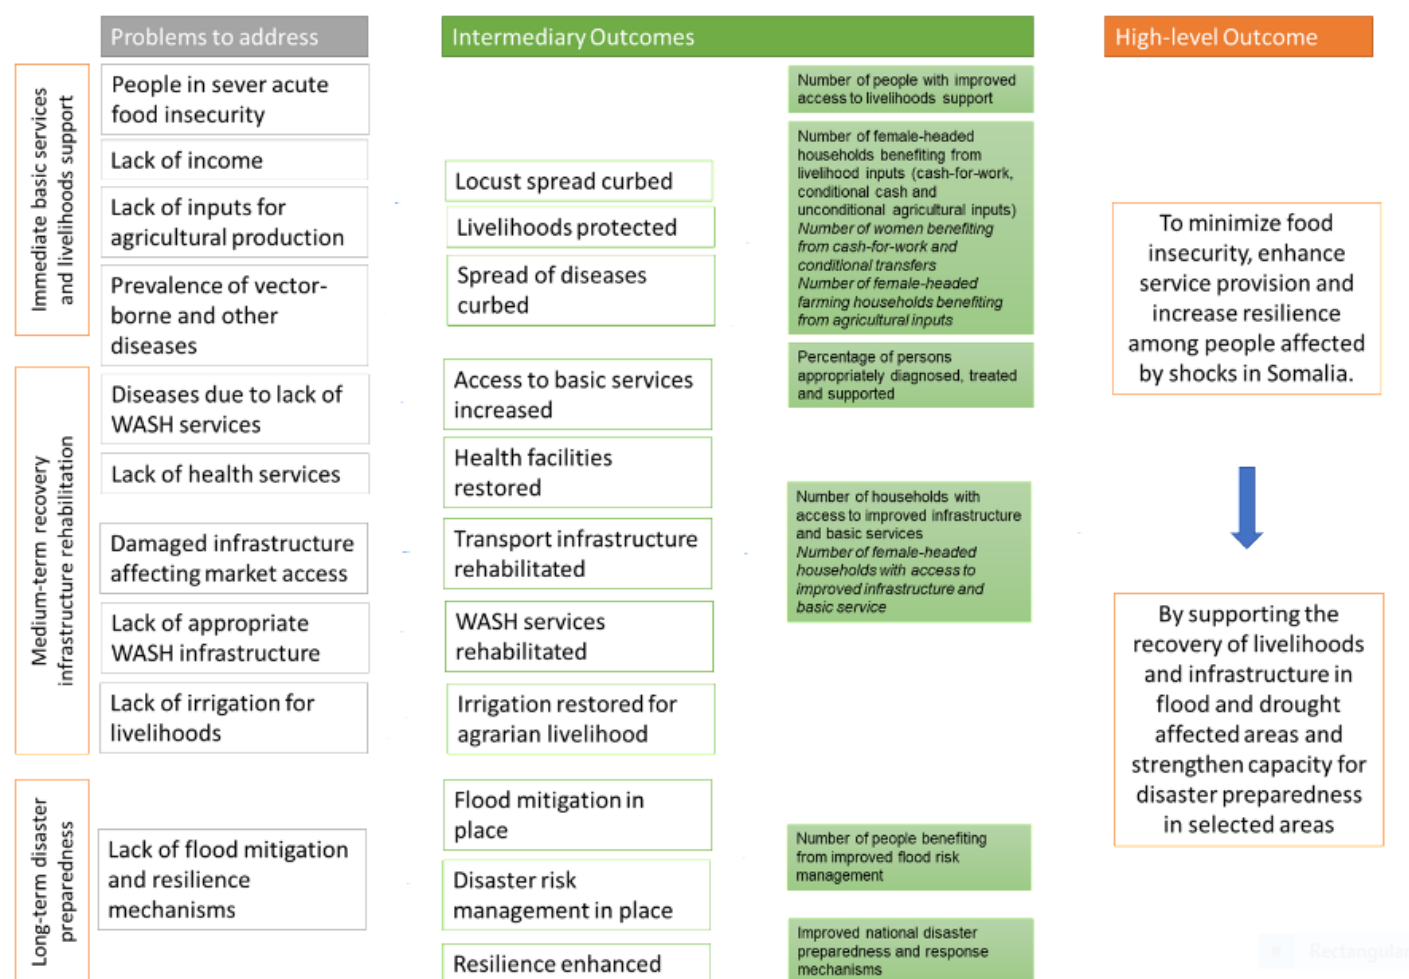 Problems to address
Intermediary Outcomes
High-level Outcome
Immediate basic services
and livelihoods support
People in sever acute
food insecurity
Lack of income
Lack of inputs for
agricultural production
Prevalence of vector-
borne and other
diseases
Locust spread curbed
Livelihoods protected
Spread of diseases
curbed
Number of people with improved
access to livelihoods support
Number of female-headed
households benefiting from
livelihood inputs (cash-for-work,
conditional cash and
unconditional agricultural inputs)
Number of women benefiting
from cash-for-work and
conditional transfers
Number of female-headed
farming households benefiting
from agricultural inputs
Percentage of persons
appropriately diagnosed, treated
and supported
To minimize food
insecurity, enhance
service provision and
increase resilience
among people affected
by shocks in Somalia.
Medium-term recovery
infrastructure rehabilitation
Diseases due to lack of
WASH services
Lack of health services
Damaged infrastructure
affecting market access
Lack of appropriate
WASH infrastructure
Lack of irrigation for
livelihoods
Access to basic services
increased
Health facilities
restored
Transport infrastructure
rehabilitated
WASH services
rehabilitated
Irrigation restored for
agrarian livelihood
Number of households with
access to improved infrastructure
and basic services
Number of female-headed
households with access to
improved infrastructure and
basic service
By supporting the
recovery of livelihoods
and infrastructure in
flood and drought
affected areas and
strengthen capacity for
disaster preparedness
in selected areas
Long-term disaster
preparedness
Lack of flood mitigation
and resilience
mechanisms
Flood mitigation in
place
Disaster risk
management in place
Resilience enhanced
Number of people benefiting
from improved flood risk
management
Improved national disaster
preparedness and response
mechanisms
Rectangular